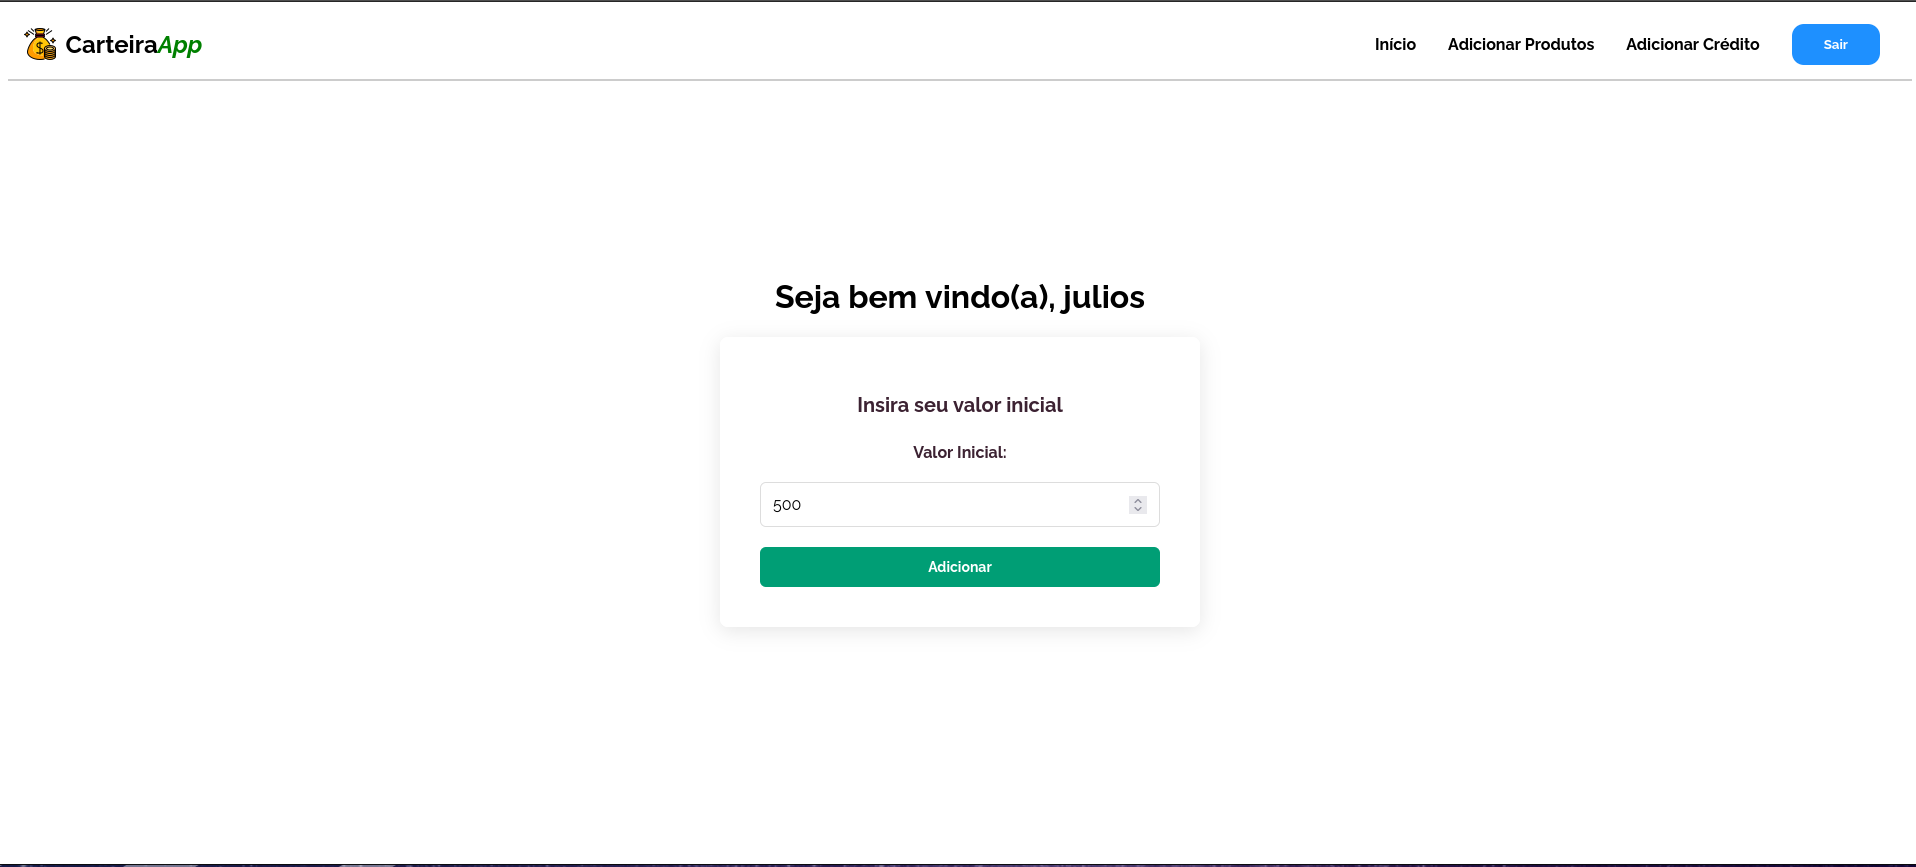 CarteiraApp
Início Adicionar Produtos Adicionar Crédito Sair
Seja bem vindo(a), julios
Insira seu valor inicial
Valor Inicial:
500
Adicionar